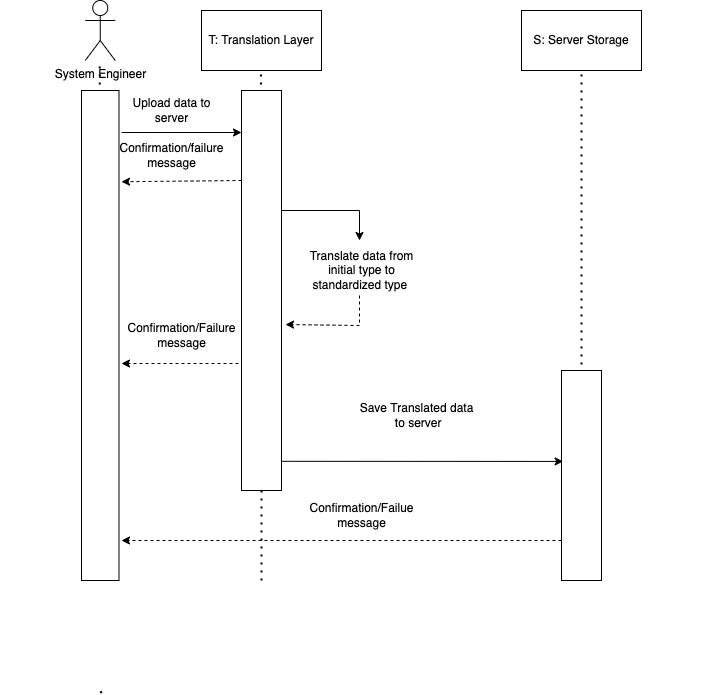 T: Translation Layer
S: Server Storage
System Engineer
Upload data to
server
Confirmation/failure
message
Translate data from
initial type to
standardized type
Confirmation/Failure
message
Save Translated data
to server
Confirmation/Failue
message